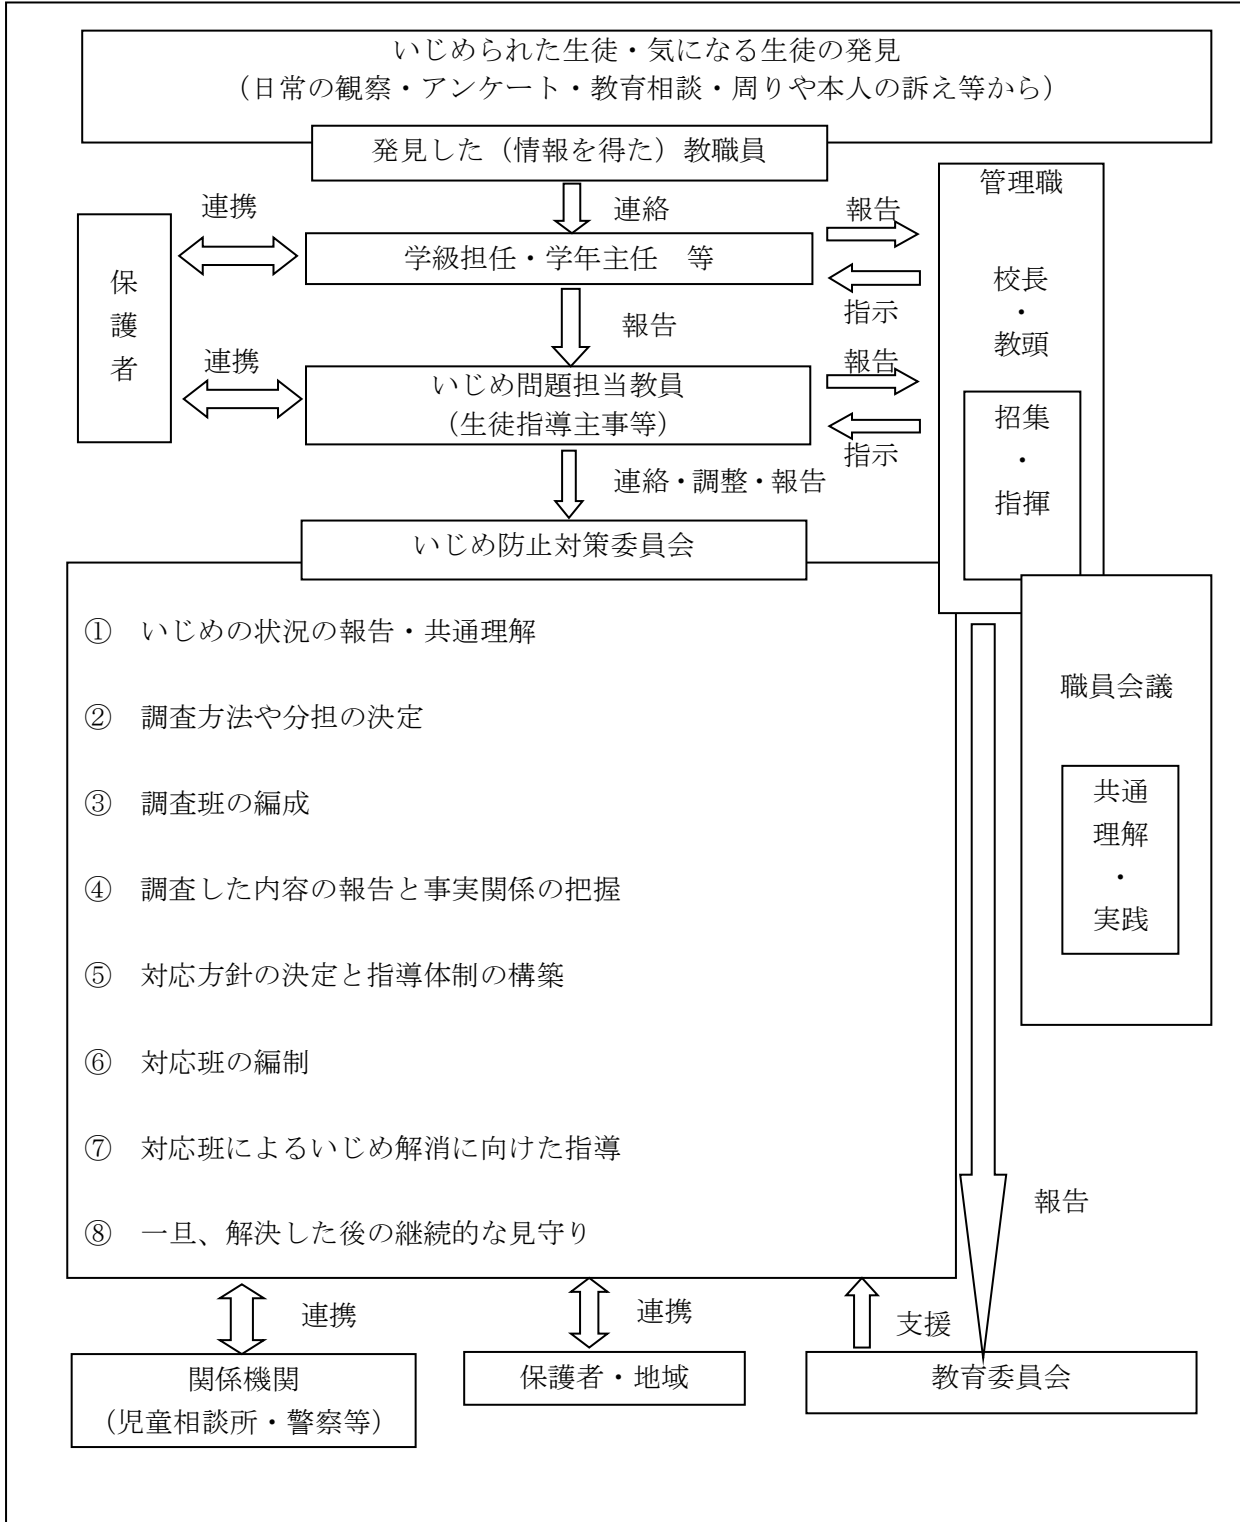 いじめられた生徒・気になる生徒の発見
（日常の観察・アンケート・教育相談・周りや本人の訴え等から）
発見した（情報を得た）教職員
管理職
連携
連絡
報告
保
護
者
学級担任・学年主任　等
校長
・
教頭
指示
報告
連携
報告
いじめ問題担当教員
（生徒指導主事等）
招集
・
指揮
指示
連絡・調整・報告
いじめ防止対策委員会
①　いじめの状況の報告・共通理解
②　調査方法や分担の決定
③　調査班の編成
④　調査した内容の報告と事実関係の把握
⑤　対応方針の決定と指導体制の構築
⑥　対応班の編制
⑦　対応班によるいじめ解消に向けた指導
⑧　一旦、解決した後の継続的な見守り
職員会議
共通
理解
・
実践
報告
連携
連携
支援
関係機関
（児童相談所・警察等）
保護者・地域
教育委員会